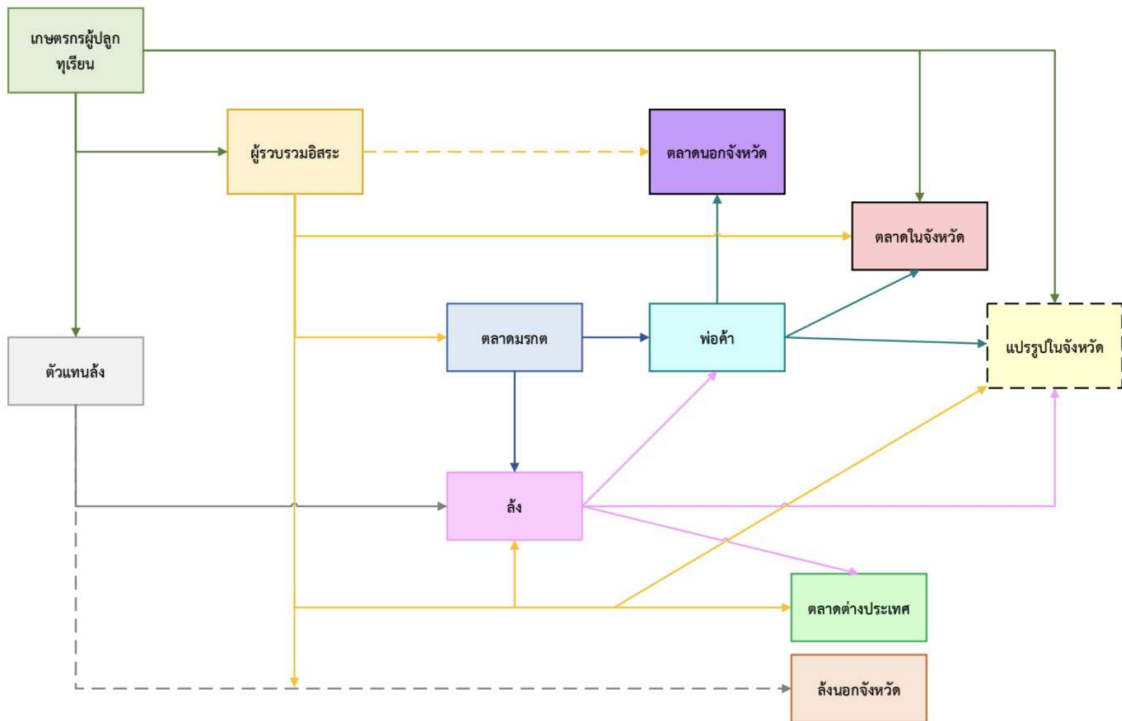 เกษตรกรผู้ปลูก
ทุเรียน
ผู้รวบรวมอิสระ
ตลาดนอกจังหวัด
ตลาดในจังหวัด
ตลาดมรกต
พ่อค้า
แปรรูปในจังหวัด
ตัวแทนล้ง
ล้ง
ตลาดต่างประเทศ
ล้งนอกจังหวัด